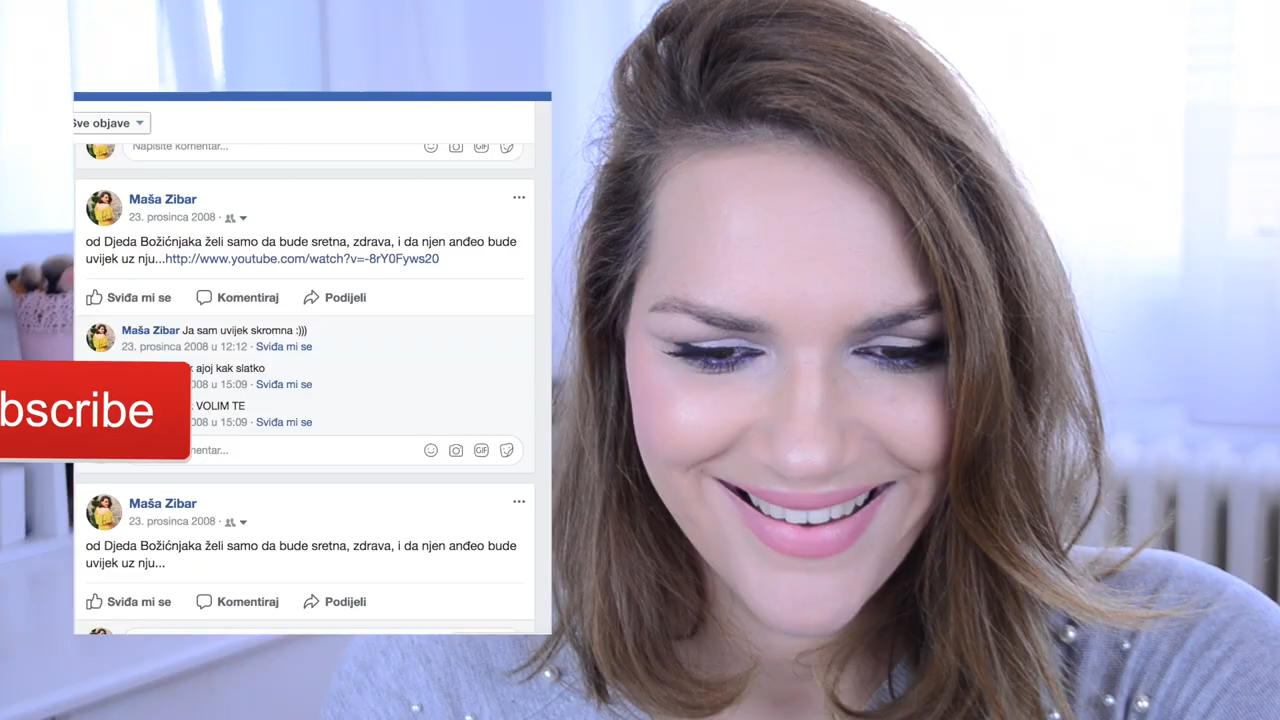 Sve objave
Napišite komentar...
GIF
Maša Zibar
23. prosinca 2008 ·
od Djeda Božićnjaka želi samo da bude sretna, zdrava, i da njen anđeo bude
uvijek uz nju...http://www.youtube.com/watch?v=-8rY0Fyws20
Sviđa mi se Komentiraj Podijeli
Maša Zibar Ja sam uvijek skromna :)))
23. prosinca 2008 u 12:12 · Sviđa mi se
ajoj kak slatko
008 u 15:09 · Sviđa mi se
VOLIM TE
008 u 15:09 · Sviđa mi se
bscribe
entar...
GIF
Maša Zibar
23. prosinca 2008 ·
od Djeda Božićnjaka želi samo da bude sretna, zdrava, i da njen anđeo bude
uvijek uz nju...
Sviđa mi se Komentiraj Podijeli